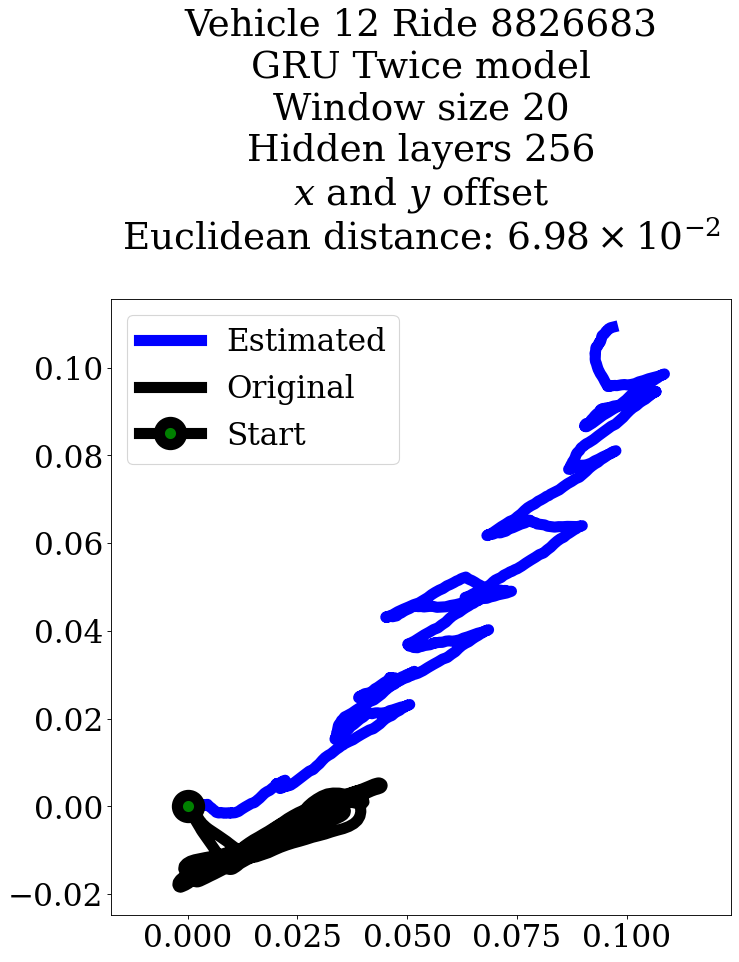 Vehicle 12 Ride 8826683
GRU Twice model
Window size 20
Hidden layers 256
x and y offset
Euclidean distance: 6.98 × 10⁻²
Estimated
Original
Start
0.10
0.08
0.06
0.04
0.02
0.00
−0.02
0.000 0.025 0.050 0.075 0.100